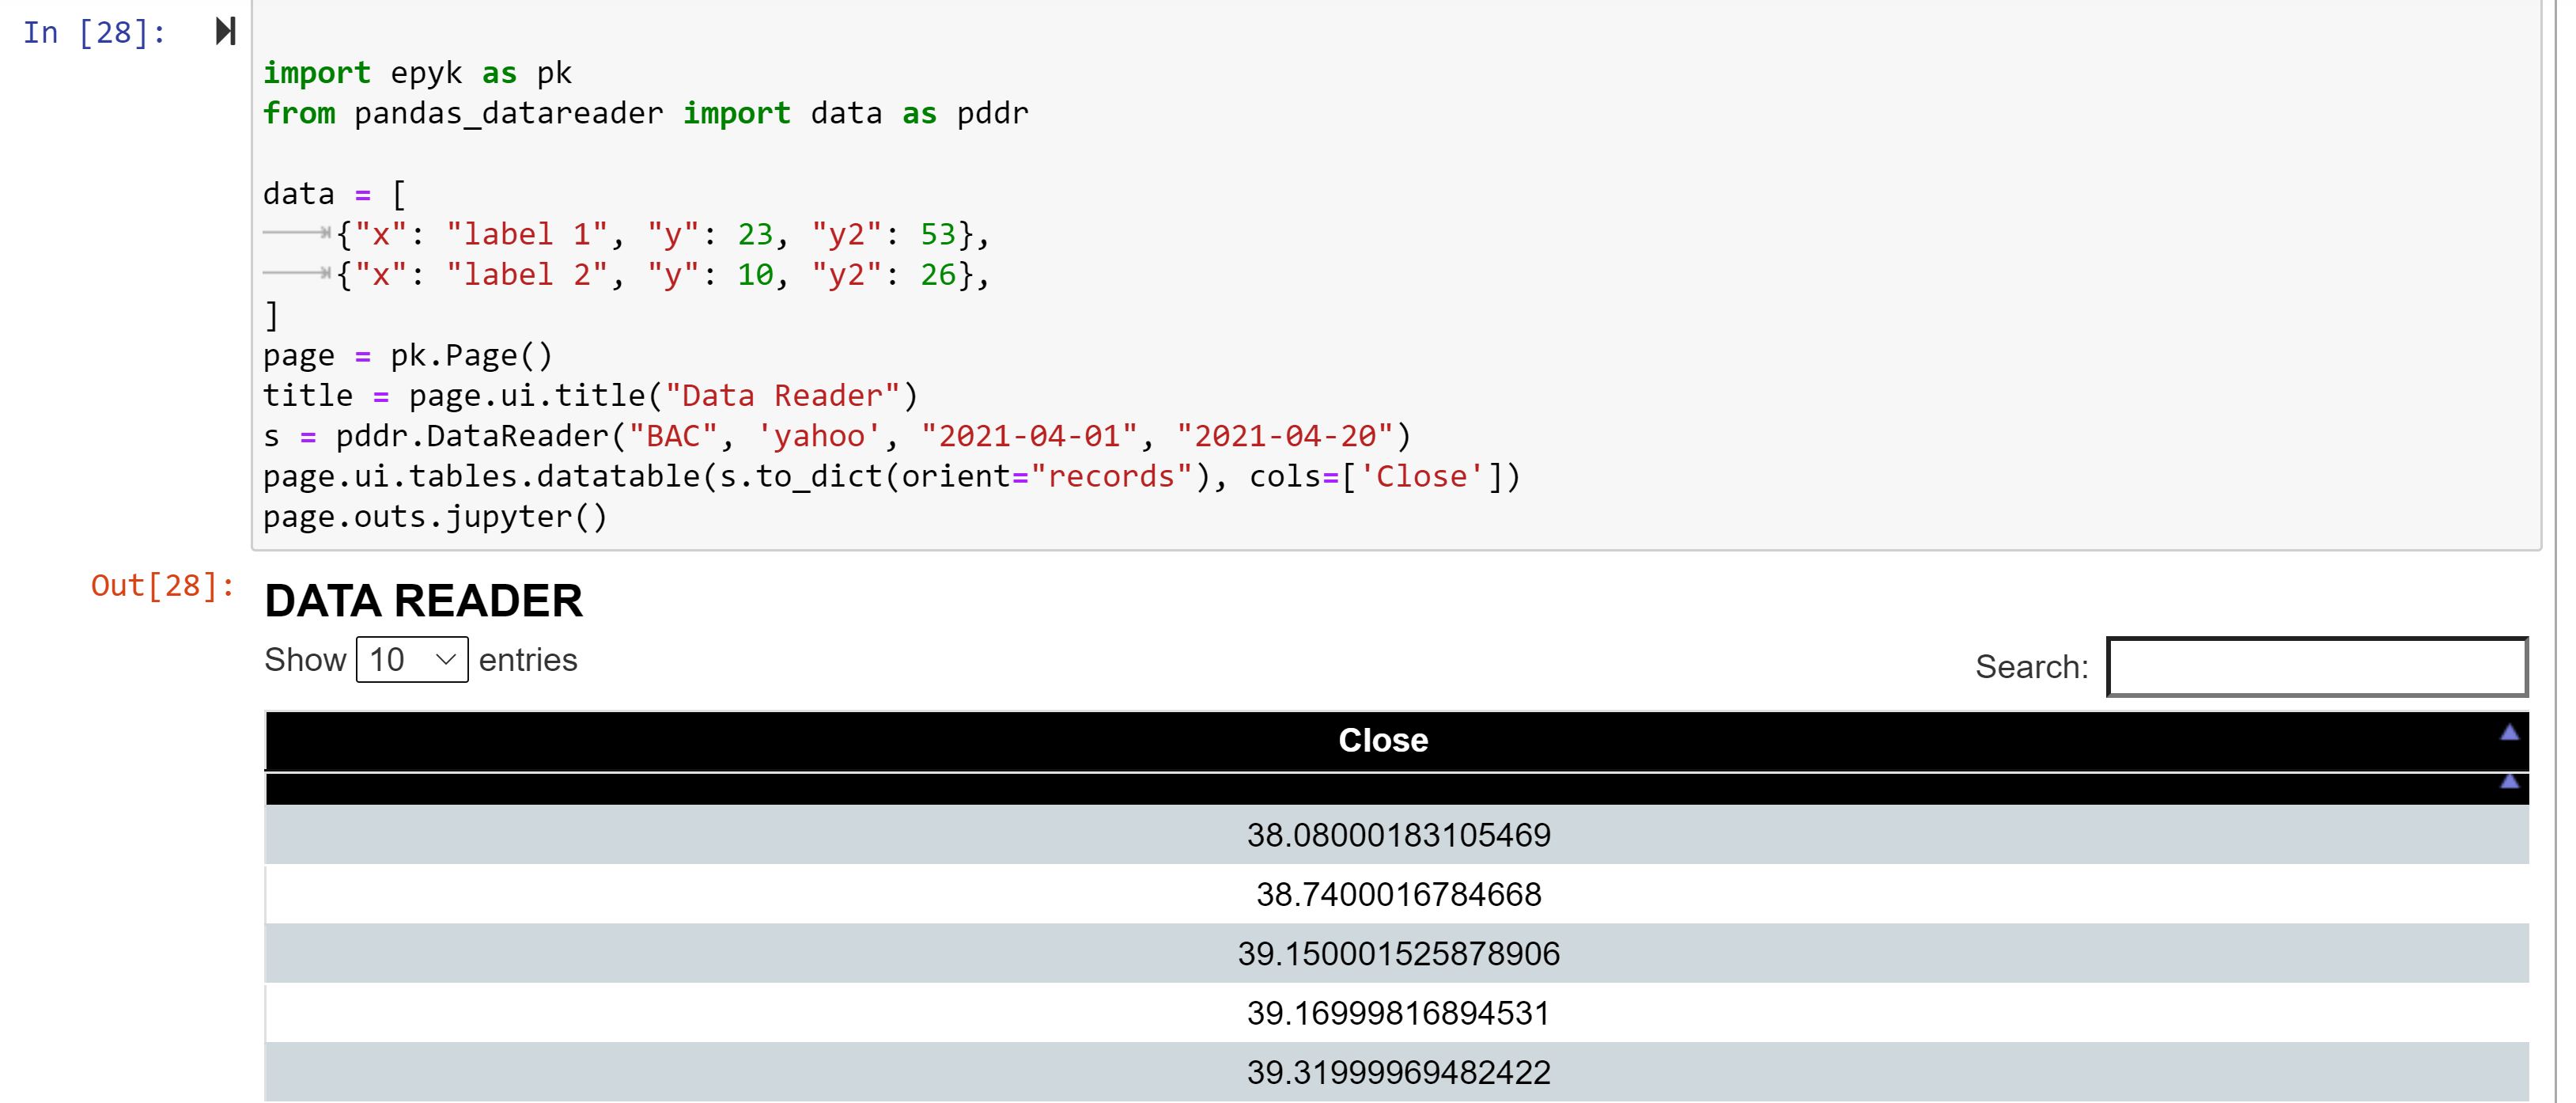 In [28]:
import epyk as pk
from pandas_datareader import data as pddr
data = [
{"x": "label 1", "y": 23, "y2": 53},
{"x": "label 2", "y": 10, "y2": 26},
]
page = pk.Page()
title = page.ui.title("Data Reader")
s = pddr.DataReader("BAC", 'yahoo', "2021-04-01", "2021-04-20")
page.ui.tables.datatable(s.to_dict(orient="records"), cols=['Close'])
page.outs.jupyter()
Out[28]:
DATA READER
Show 10 entries
Search:
Close
38.08000183105469
38.7400016784668
39.150001525878906
39.16999816894531
39.31999969482422